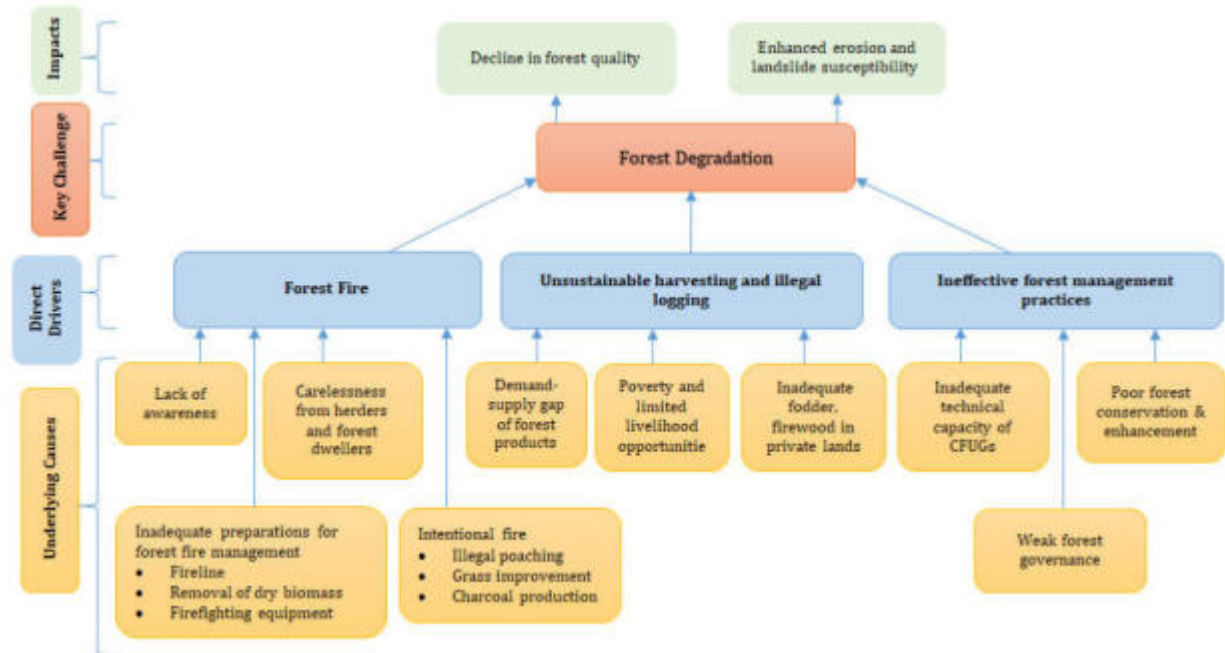 Impacts
Decline in forest quality
Enhanced erosion and
landslide susceptibility
Key Challenge
Forest Degradation
Direct
Drivers
Forest Fire
Unsustainable harvesting and illegal
logging
Ineffective forest management
practices
Underlying Causes
Lack of
awareness
Carelessness
from herders
and forest
dwellers
Demand-
supply gap
of forest
products
Poverty and
limited
livelihood
opportunitie
Inadequate
fodder,
firewood in
private lands
Inadequate
technical
capacity of
CFUGs
Poor forest
conservation &
enhancement
Inadequate preparations for
forest fire management
• Fireline
• Removal of dry biomass
• Firefighting equipment
Intentional fire
• Illegal poaching
• Grass improvement
• Charcoal production
Weak forest
governance